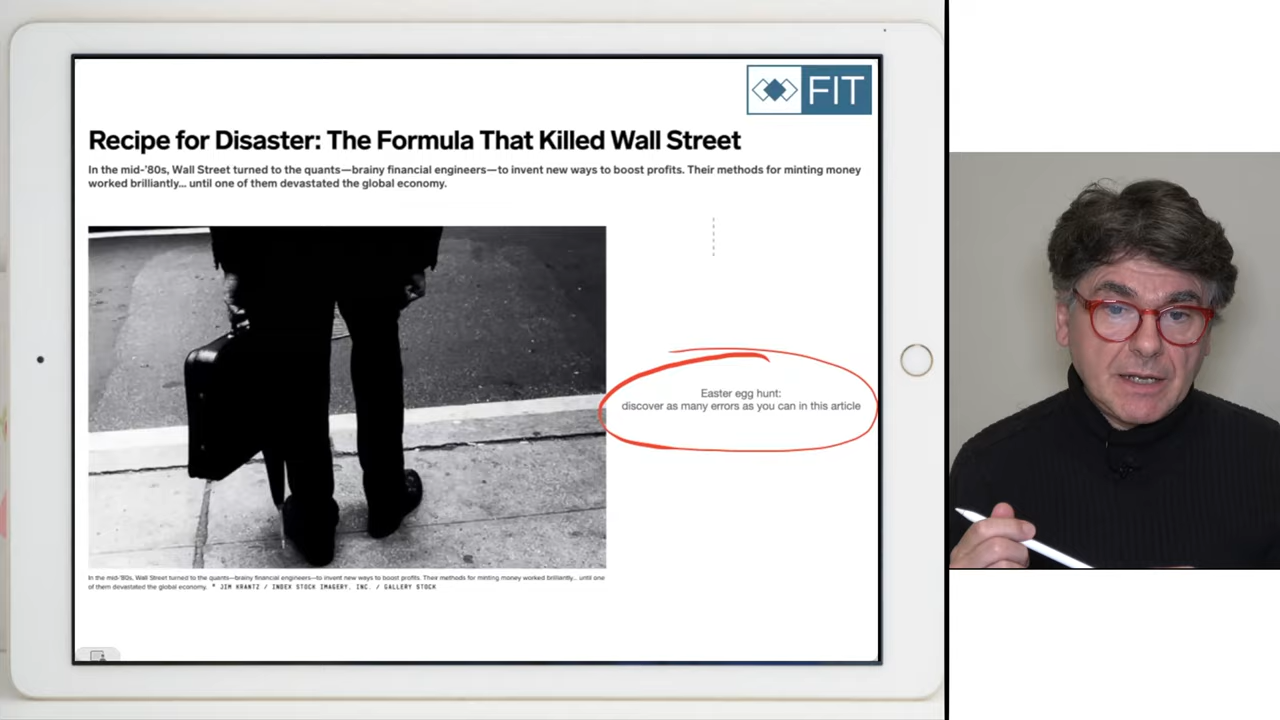 FIT
Recipe for Disaster: The Formula That Killed Wall Street
In the mid-'80s, Wall Street turned to the quants—brainy financial engineers—to invent new ways to boost profits. Their methods for minting money
worked brilliantly... until one of them devastated the global economy.
Easter egg hunt:
discover as many errors as you can in this article
In the mid-'80s, Wall Street turned to the quants—brainy financial engineers—to invent new ways to boost profits. Their methods for minting money worked brilliantly... until one
of them devastated the global economy. * JIM KRANTZ / INDEX STOCK IMAGERY, INC. / GALLERY STOCK